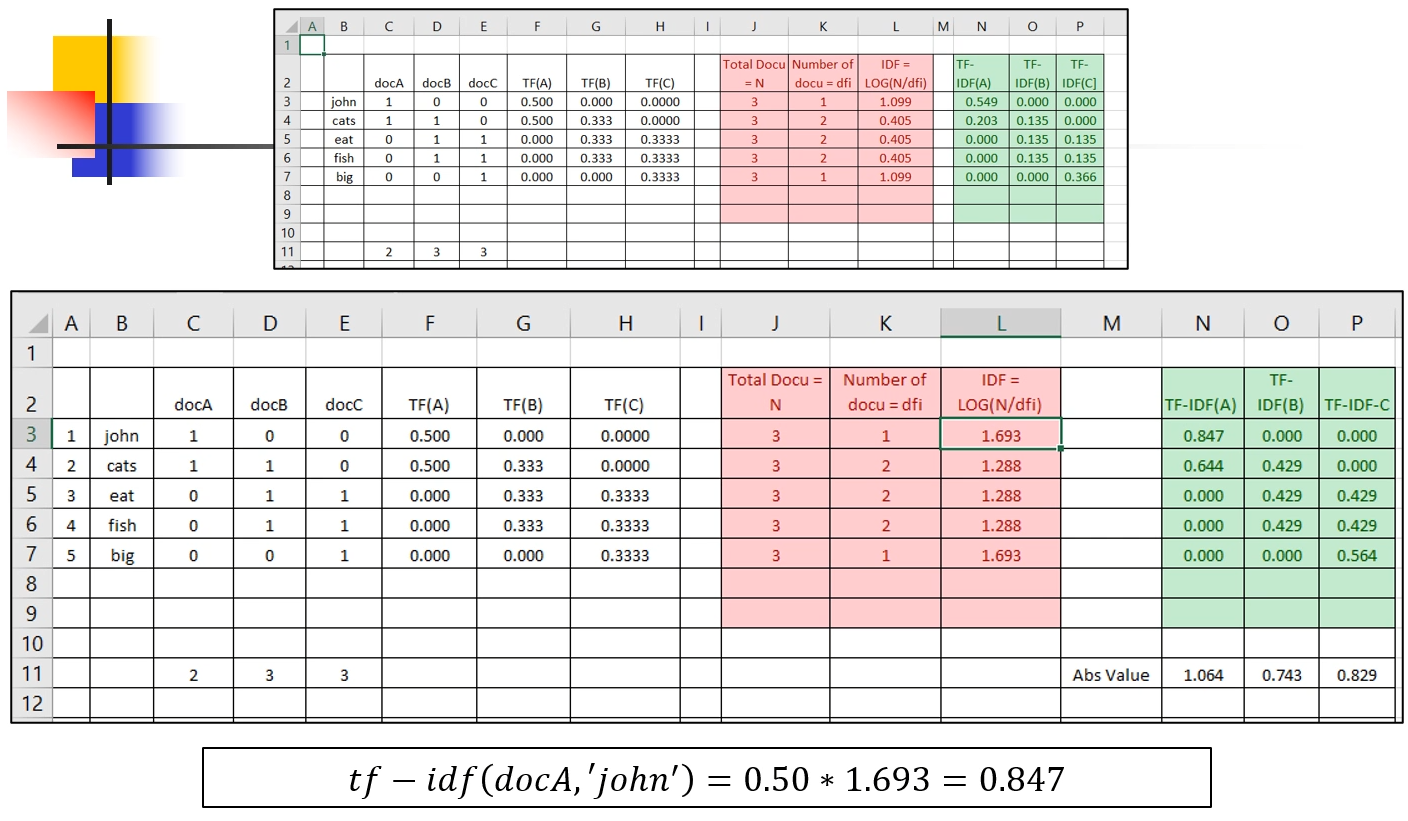 A B C D E F G H I J K L M N O P
1
Total Docu Number of IDF = TF- TF- TF-
2 docA docB docC TF(A) TF(B) TF(C) = N docu = dfi LOG(N/dfi) IDF(A) IDF(B) IDF(C]
3 john 1 0 0 0.500 0.000 0.0000 3 1 1.099 0.549 0.000 0.000
4 cats 1 1 0 0.500 0.333 0.0000 3 2 0.405 0.203 0.135 0.000
5 eat 0 1 1 0.000 0.333 0.3333 3 2 0.405 0.000 0.135 0.135
6 fish 0 1 1 0.000 0.333 0.3333 3 2 0.405 0.000 0.135 0.135
7 big 0 0 1 0.000 0.000 0.3333 3 1 1.099 0.000 0.000 0.366
8
9
10
11 2 3 3
A B C D E F G H I J K L M N O P
1
Total Docu = Number of IDF = TF-
2 docA docB docC TF(A) TF(B) TF(C) N docu = dfi LOG(N/dfi) TF-IDF(A) IDF(B) TF-IDF-C
3 1 john 1 0 0 0.500 0.000 0.0000 3 1 1.693 0.847 0.000 0.000
4 2 cats 1 1 0 0.500 0.333 0.0000 3 2 1.288 0.644 0.429 0.000
5 3 eat 0 1 1 0.000 0.333 0.3333 3 2 1.288 0.000 0.429 0.429
6 4 fish 0 1 1 0.000 0.333 0.3333 3 2 1.288 0.000 0.429 0.429
7 5 big 0 0 1 0.000 0.000 0.3333 3 1 1.693 0.000 0.000 0.564
8
9
10
11 2 3 3 Abs Value 1.064 0.743 0.829
12
tf − idf(docA,′john′) = 0.50 ∗ 1.693 = 0.847